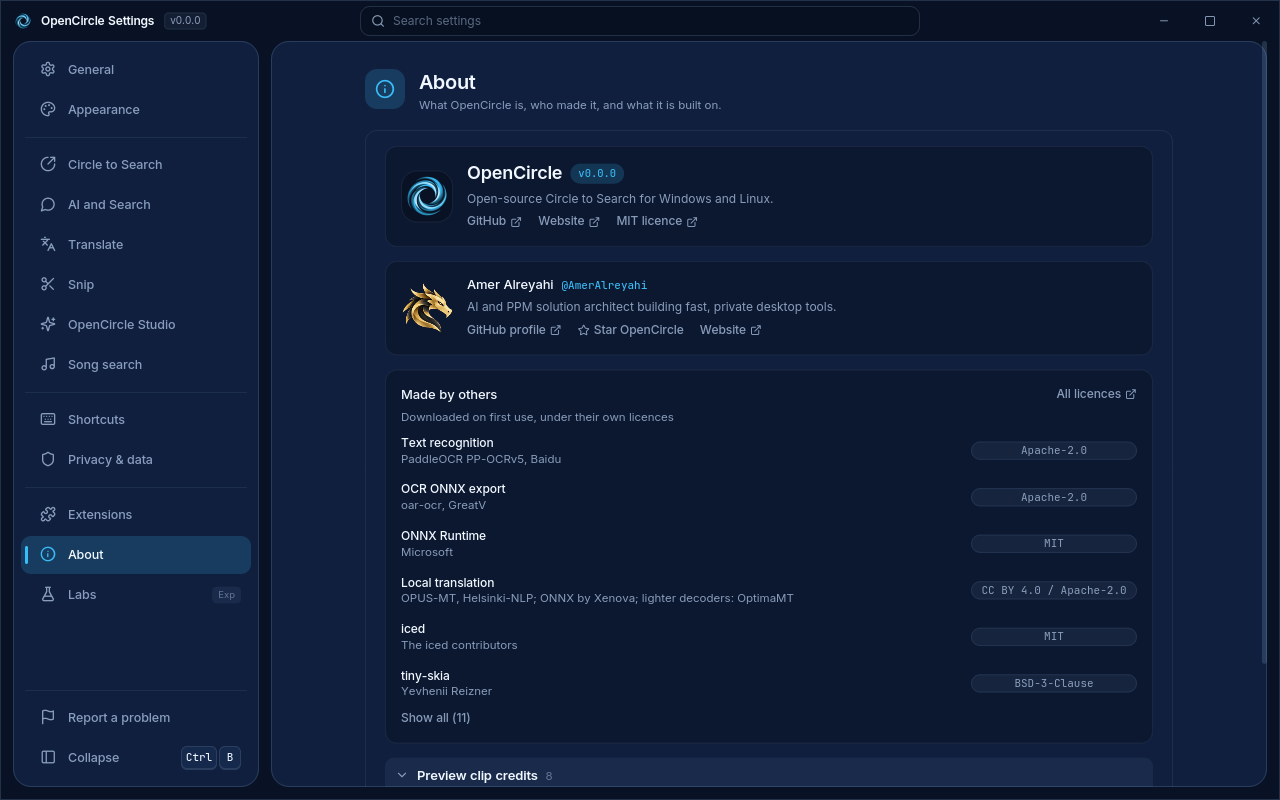 OpenCircle Settings v0.0.0
Search settings
General
Appearance
Circle to Search
AI and Search
Translate
Snip
OpenCircle Studio
Song search
Shortcuts
Privacy & data
Extensions
About
Labs Exp
Report a problem
Collapse Ctrl B
About
What OpenCircle is, who made it, and what it is built on.
OpenCircle v0.0.0
Open-source Circle to Search for Windows and Linux.
GitHub Website MIT licence
Amer Alreyahi @AmerAlreyahi
AI and PPM solution architect building fast, private desktop tools.
GitHub profile Star OpenCircle Website
Made by others All licences
Downloaded on first use, under their own licences
Text recognition
PaddleOCR PP-OCRv5, Baidu
Apache-2.0
OCR ONNX export
oar-ocr, GreatV
Apache-2.0
ONNX Runtime
Microsoft
MIT
Local translation
OPUS-MT, Helsinki-NLP; ONNX by Xenova; lighter decoders: OptimaMT
CC BY 4.0 / Apache-2.0
iced
The iced contributors
MIT
tiny-skia
Yevhenii Reizner
BSD-3-Clause
Show all (11)
Preview clip credits 8